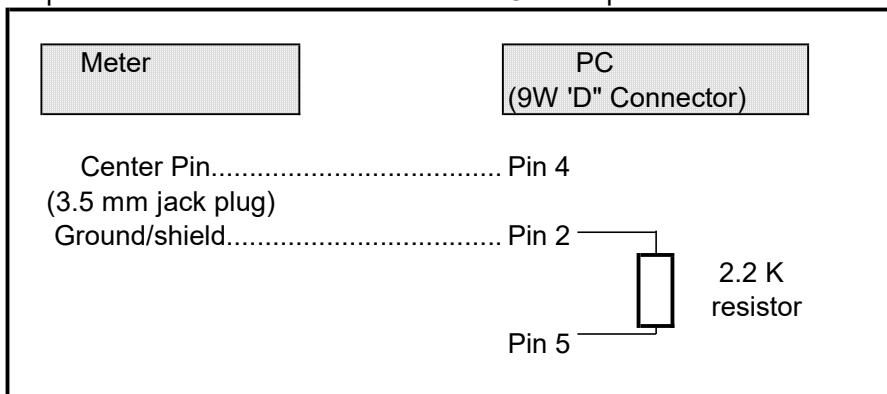 Meter PC
(9W 'D" Connector)
Center Pin..................................... Pin 4
(3.5 mm jack plug)
Ground/shield................................... Pin 2
2.2 K
resistor
Pin 5